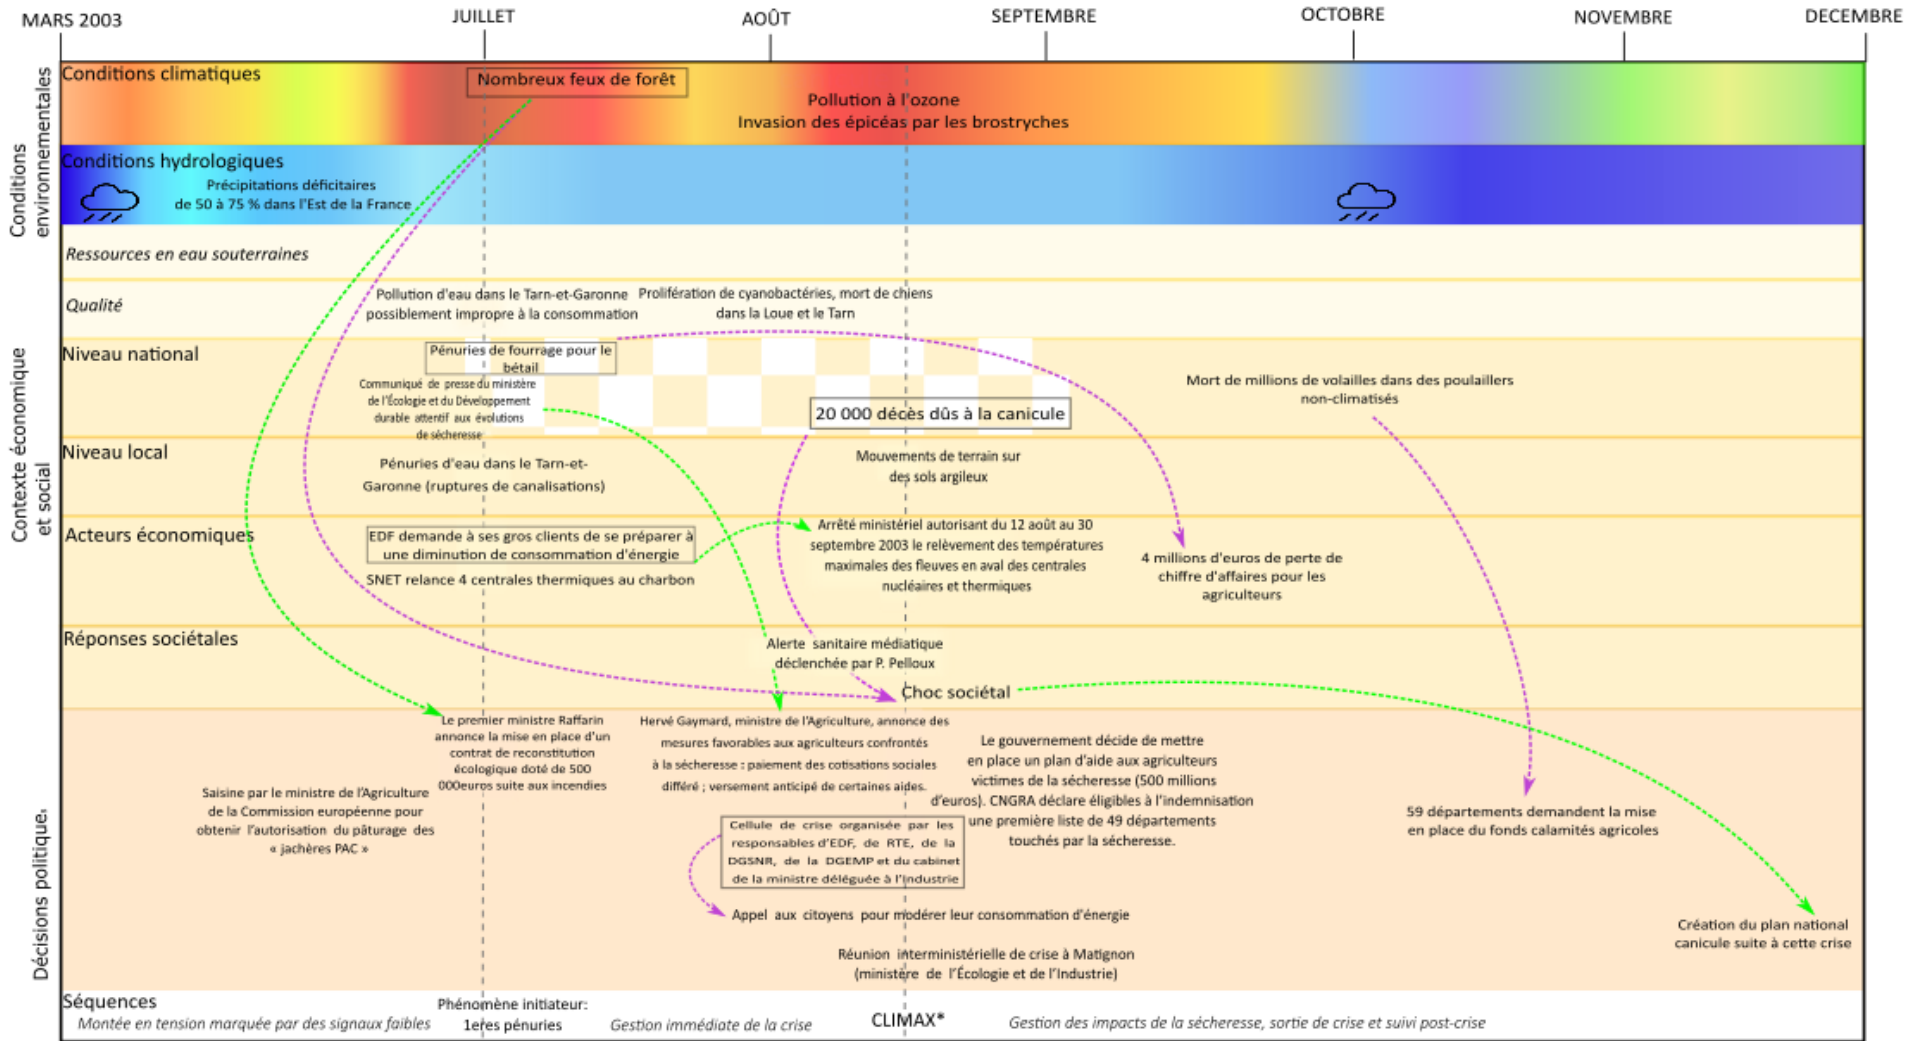 MARS 2003
JUILLET
AOÛT
SEPTEMBRE
OCTOBRE
NOVEMBRE
DECEMBRE
Conditions
environnementales
Conditions climatiques
Nombreux feux de forêt
Pollution à l'ozone
Invasion des épicéas par les brostryches
Conditions hydrologiques
Précipitations déficitaires
de 50 à 75 % dans l'Est de la France
Ressources en eau souterraines
Qualité
Pollution d'eau dans le Tarn-et-Garonne
possiblement impropre à la consommation
Prolifération de cyanobactéries, mort de chiens
dans la Loue et le Tarn
Contexte économique
et social
Niveau national
Pénuries de fourrage pour le
bétail
Communiqué de presse du ministère
de l'Écologie et du Développement
durable attentif aux évolutions
de sécheresse
20 000 décès dûs à la canicule
Mort de millions de volailles dans des poulaillers
non-climatisés
Niveau local
Pénuries d'eau dans le Tarn-et-
Garonne (ruptures de canalisations)
Mouvements de terrain sur
des sols argileux
Acteurs économiques
EDF demande à ses gros clients de se préparer à
une diminution de consommation d'énergie
SNET relance 4 centrales thermiques au charbon
Arrêté ministériel autorisant du 12 août au 30
septembre 2003 le relèvement des températures
maximales des fleuves en aval des centrales
nucléaires et thermiques
4 millions d'euros de perte de
chiffre d'affaires pour les
agriculteurs
Réponses sociétales
Alerte sanitaire médiatique
déclenchée par P. Pelloux
Choc sociétal
Décisions politique.
Le premier ministre Raffarin
annonce la mise en place d'un
contrat de reconstitution
écologique doté de 500
000euros suite aux incendies
Saisine par le ministre de l'Agriculture
de la Commission européenne pour
obtenir l'autorisation du pâturage des
« jachères PAC »
Hervé Gaymard, ministre de l'Agriculture, annonce des
mesures favorables aux agriculteurs confrontés
à la sécheresse : paiement des cotisations sociales
différé ; versement anticipé de certaines aides.
Le gouvernement décide de mettre
en place un plan d'aide aux agriculteurs
victimes de la sécheresse (500 millions
d'euros). CNGRA déclare éligibles à l'indemnisation
une première liste de 49 départements
touchés par la sécheresse.
Cellule de crise organisée par les
responsables d'EDF, de RTE, de la
DGSNR, de la DGEMP et du cabinet
de la ministre déléguée à l'Industrie
Appel aux citoyens pour modérer leur consommation d'énergie
Réunion interministérielle de crise à Matignon
(ministère de l'Écologie et de l'Industrie)
59 départements demandent la mise
en place du fonds calamités agricoles
Création du plan national
canicule suite à cette crise
Séquences
Montée en tension marquée par des signaux faibles
Phénomène initiateur:
1eres pénuries
Gestion immédiate de la crise
CLIMAX*
Gestion des impacts de la sécheresse, sortie de crise et suivi post-crise